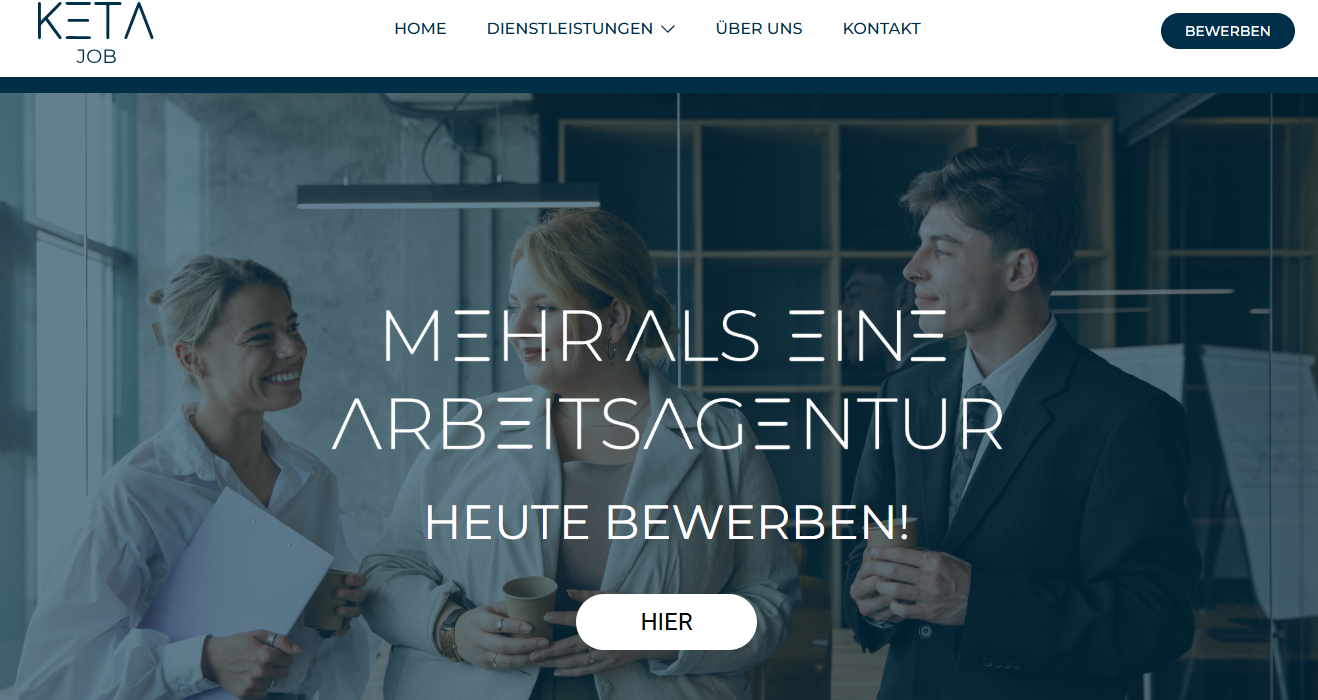 KETA
JOB
HOME DIENSTLEISTUNGEN ÜBER UNS KONTAKT BEWERBEN
MEHR ALS EINE
ARBEITSAGENTUR
HEUTE BEWERBEN!
HIER